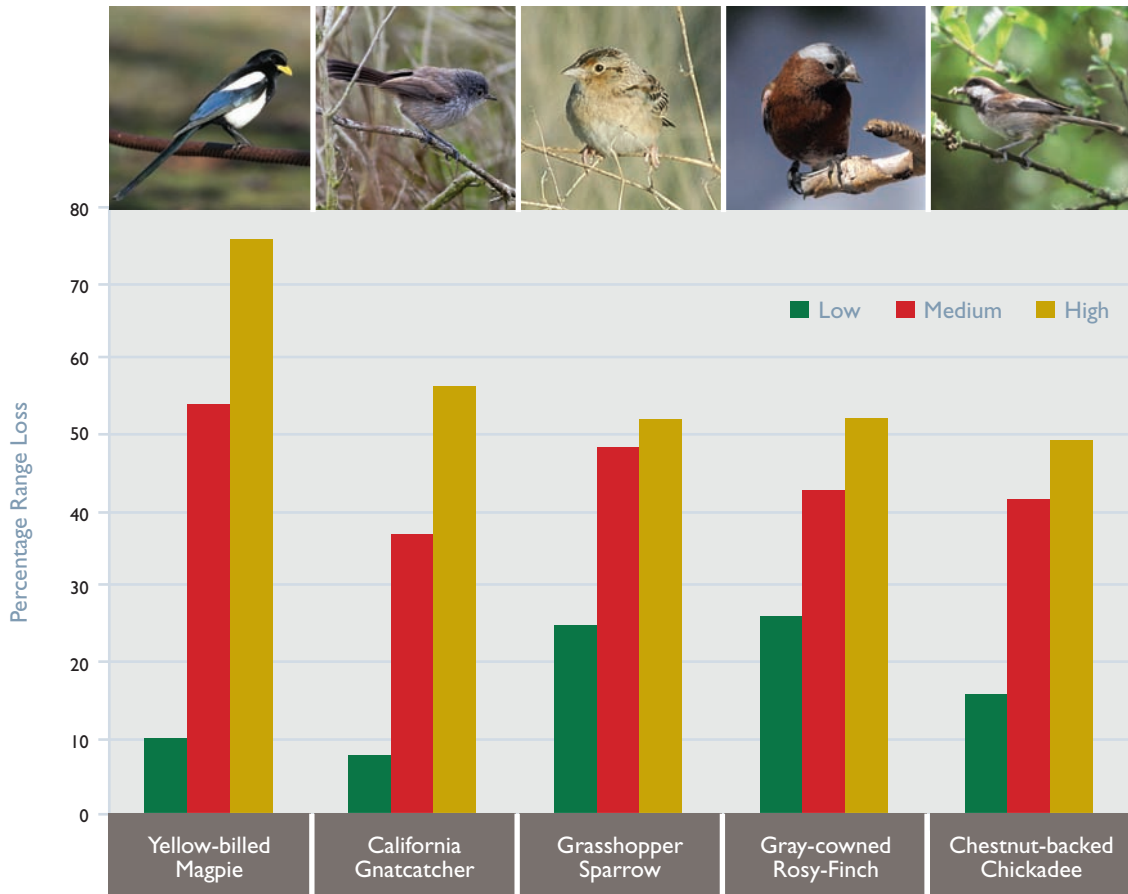 80
70
60
50
40
30
20
10
0
Percentage Range Loss
Low
Medium
High
Yellow-billed
Magpie
California
Gnatcatcher
Grasshopper
Sparrow
Gray-cowned
Rosy-Finch
Chestnut-backed
Chickadee